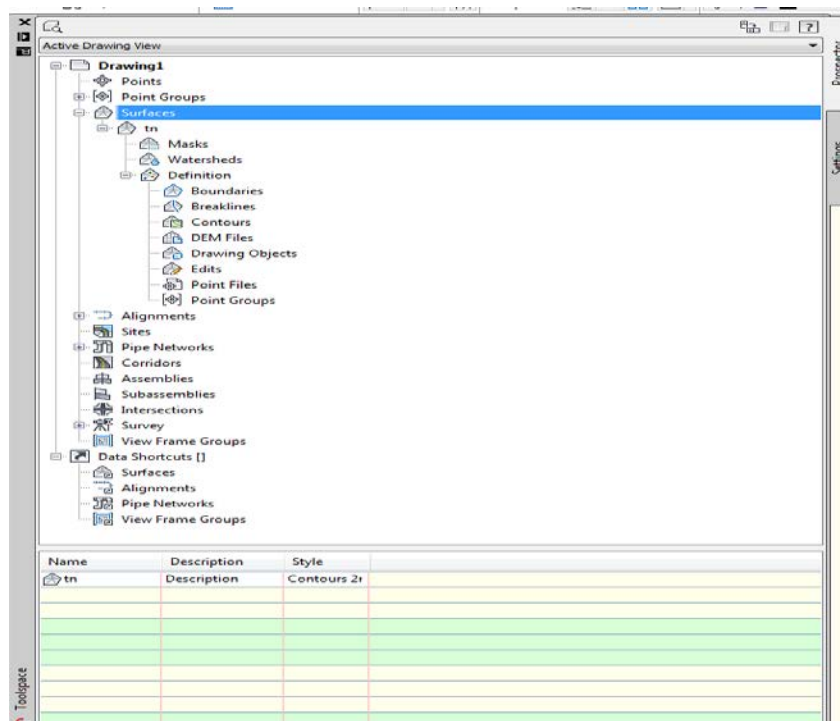 Active Drawing View
Drawing1
Points
Point Groups
Surfaces
tn
Masks
Watersheds
Definition
Boundaries
Breaklines
Contours
DEM Files
Drawing Objects
Edits
Point Files
Point Groups
Alignments
Sites
Pipe Networks
Corridors
Assemblies
Subassemblies
Intersections
Survey
View Frame Groups
Data Shortcuts []
Surfaces
Alignments
Pipe Networks
View Frame Groups
Name Description Style
tn Description Contours 2
Prospector
Settings
Toolspace